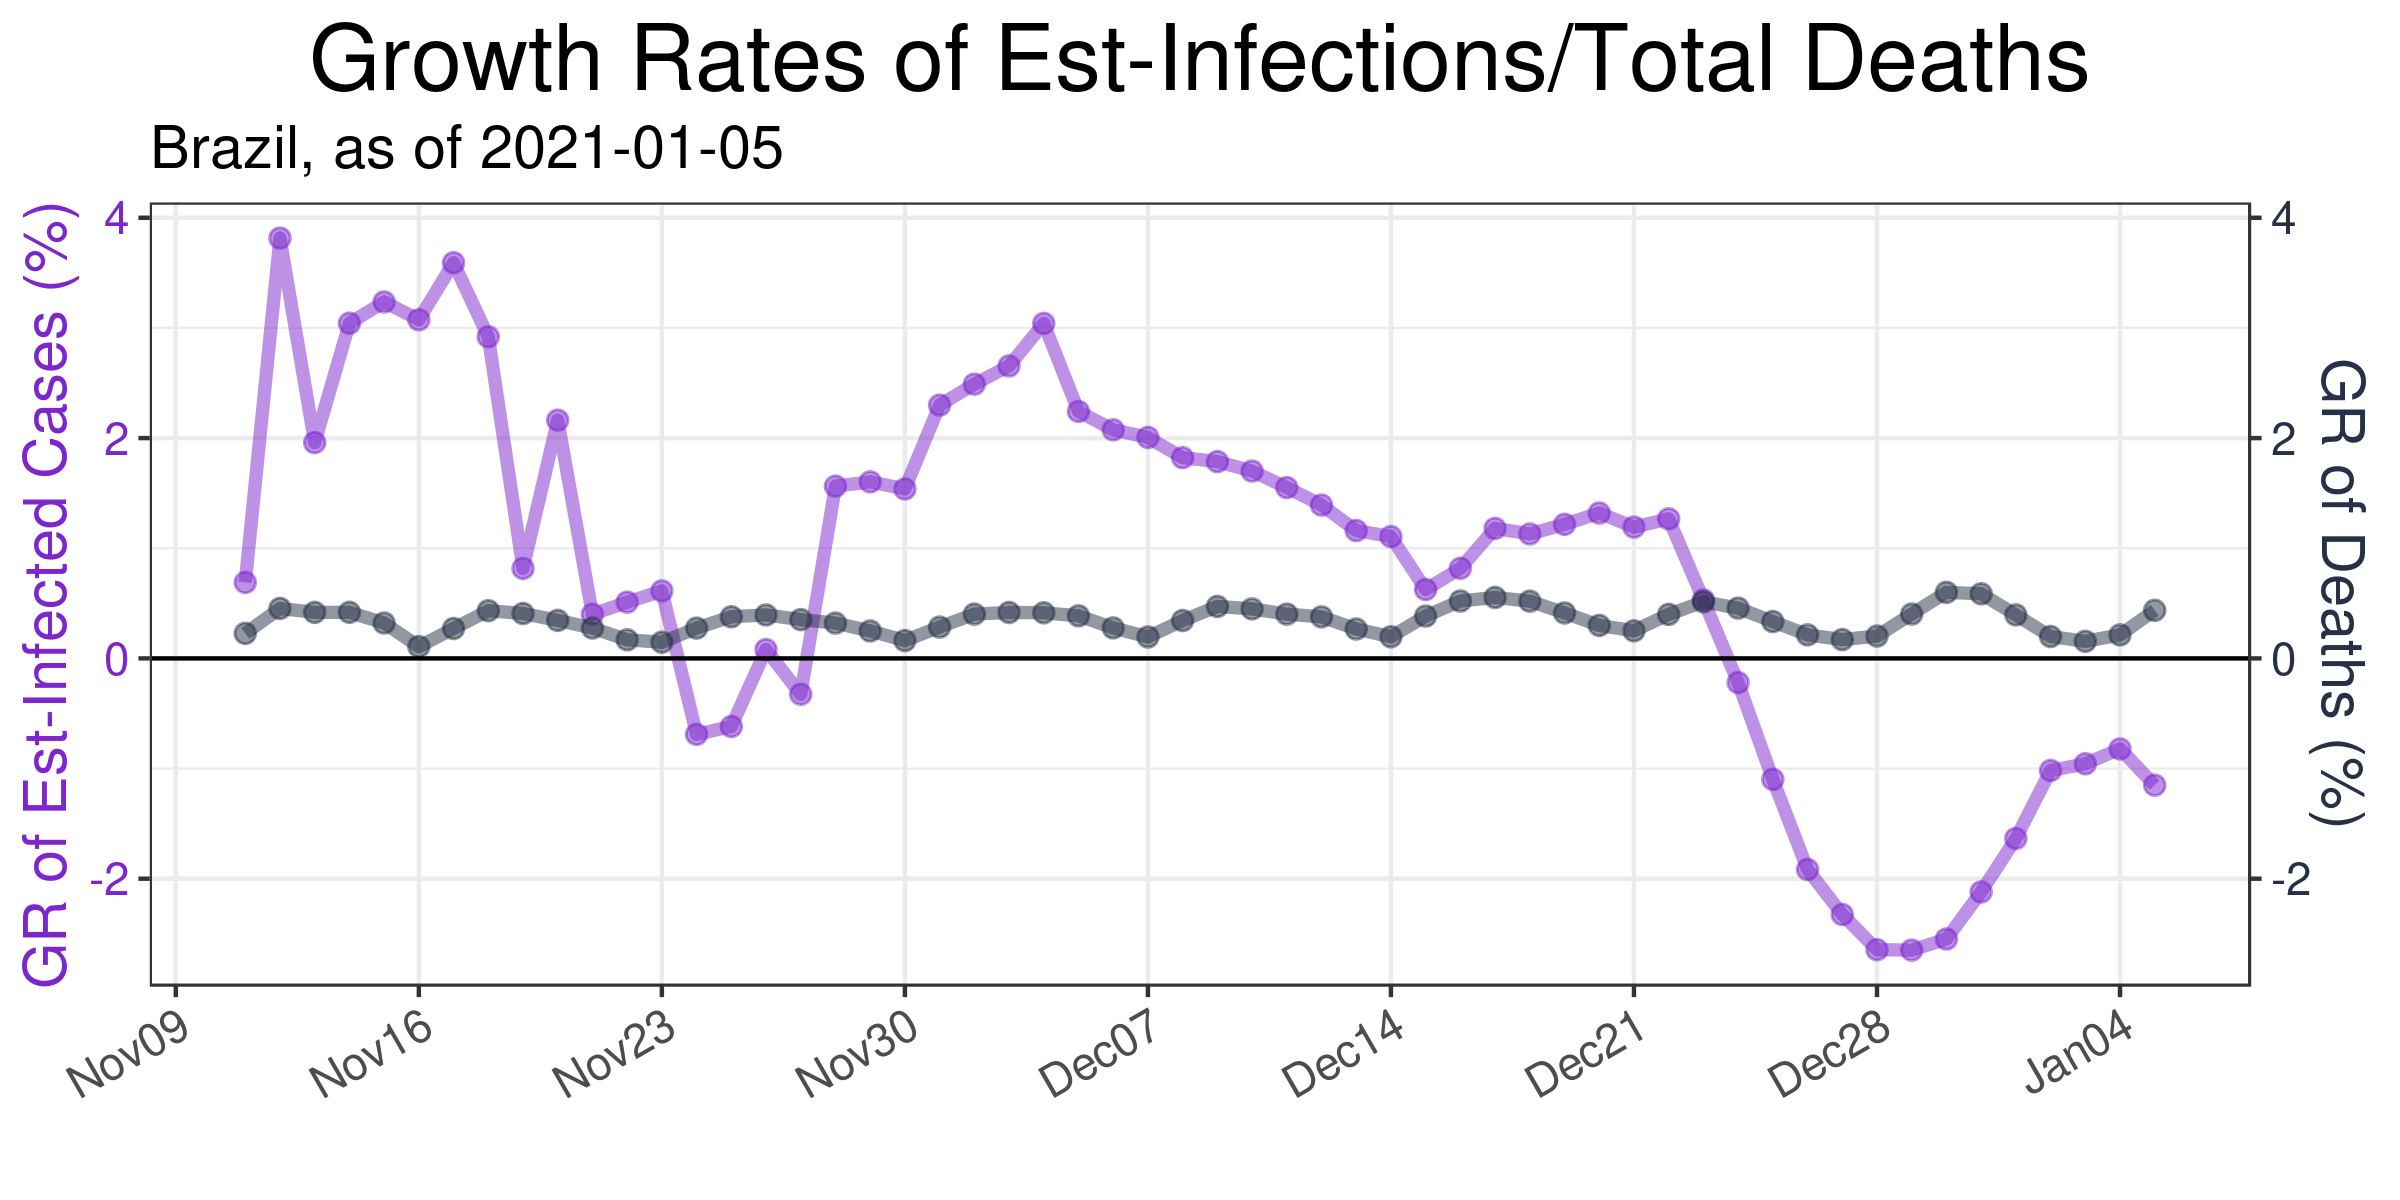 Growth Rates of Est-Infections/Total Deaths
Brazil, as of 2021-01-05
GR of Est-Infected Cases (%)
4
2
0
-2
4
2
0
-2
GR of Deaths (%)
Nov09
Nov16
Nov23
Nov30
Dec07
Dec14
Dec21
Dec28
Jan04